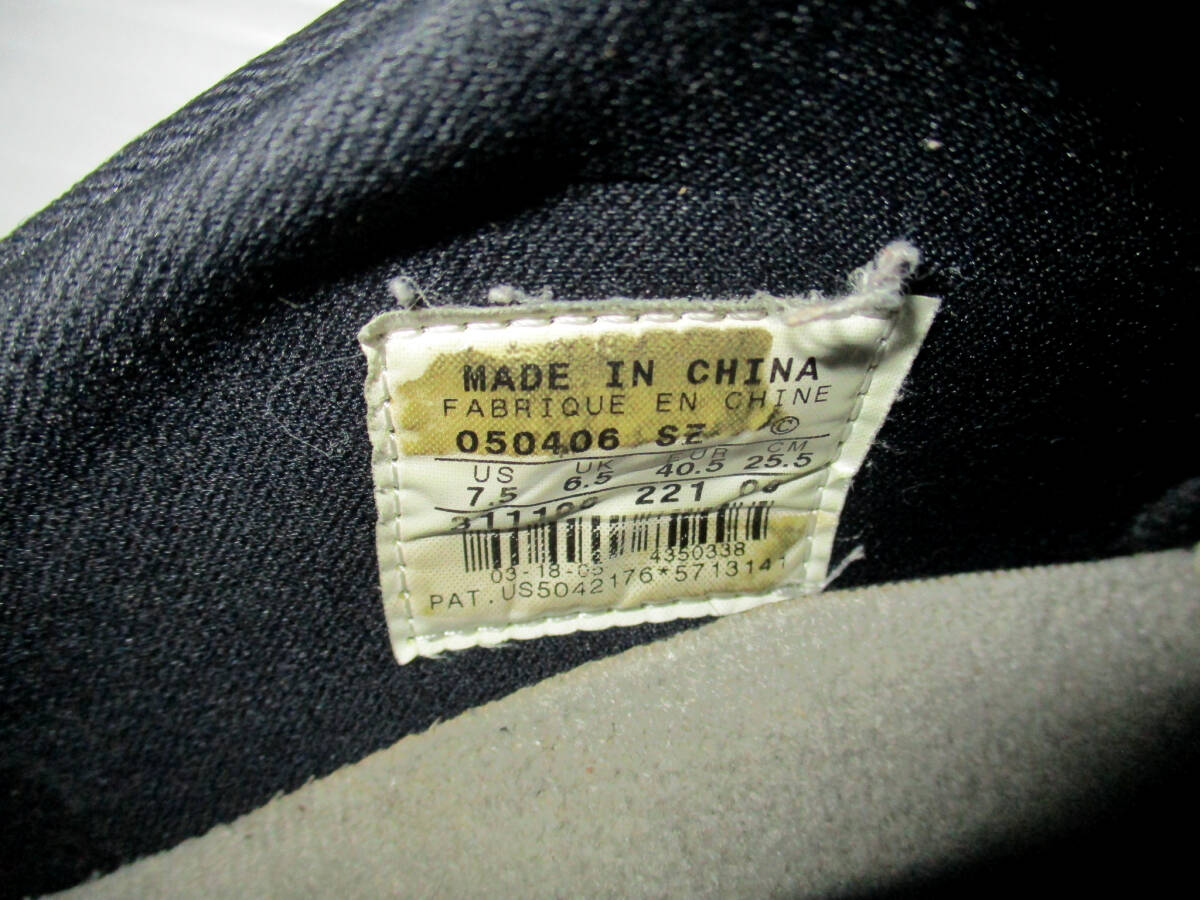 MADE IN CHINA
FABRIQUE EN CHINE
050406 SZ ©
US UK EUR CM
7.5 6.5 40.5 25.5
221
4350338
03-18-05
PAT. US5042176*5713141